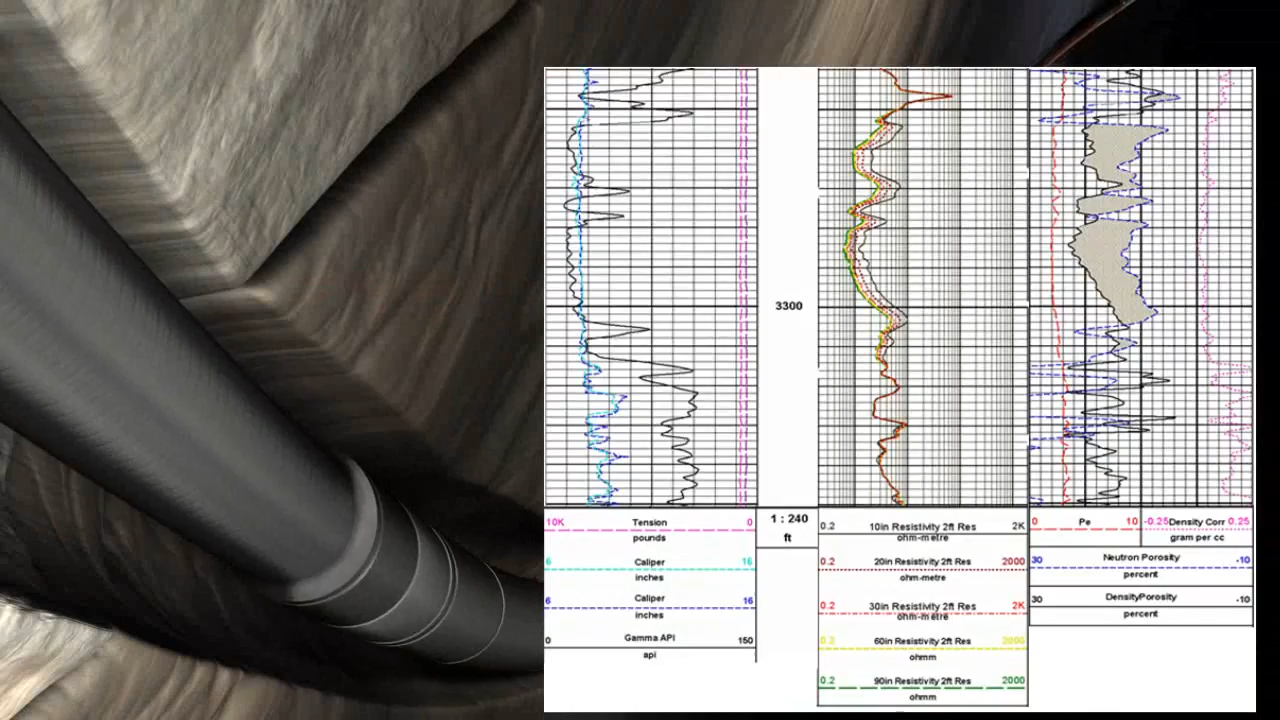 3300
10K Tension 0
pounds
6 Caliper 16
inches
6 Caliper 16
inches
0 Gamma API 150
api
1 : 240
ft
0.2 10in Resistivity 2ft Res 2K
ohm-metre
0.2 20in Resistivity 2ft Res 2000
ohm-metre
0.2 30in Resistivity 2ft Res 2K
ohm-metre
0.2 60in Resistivity 2ft Res 2000
ohmm
0.2 90in Resistivity 2ft Res 2000
ohmm
0 Pe 10 -0.25 Density Corr 0.25
gram per cc
30 Neutron Porosity -10
percent
30 DensityPorosity -10
percent